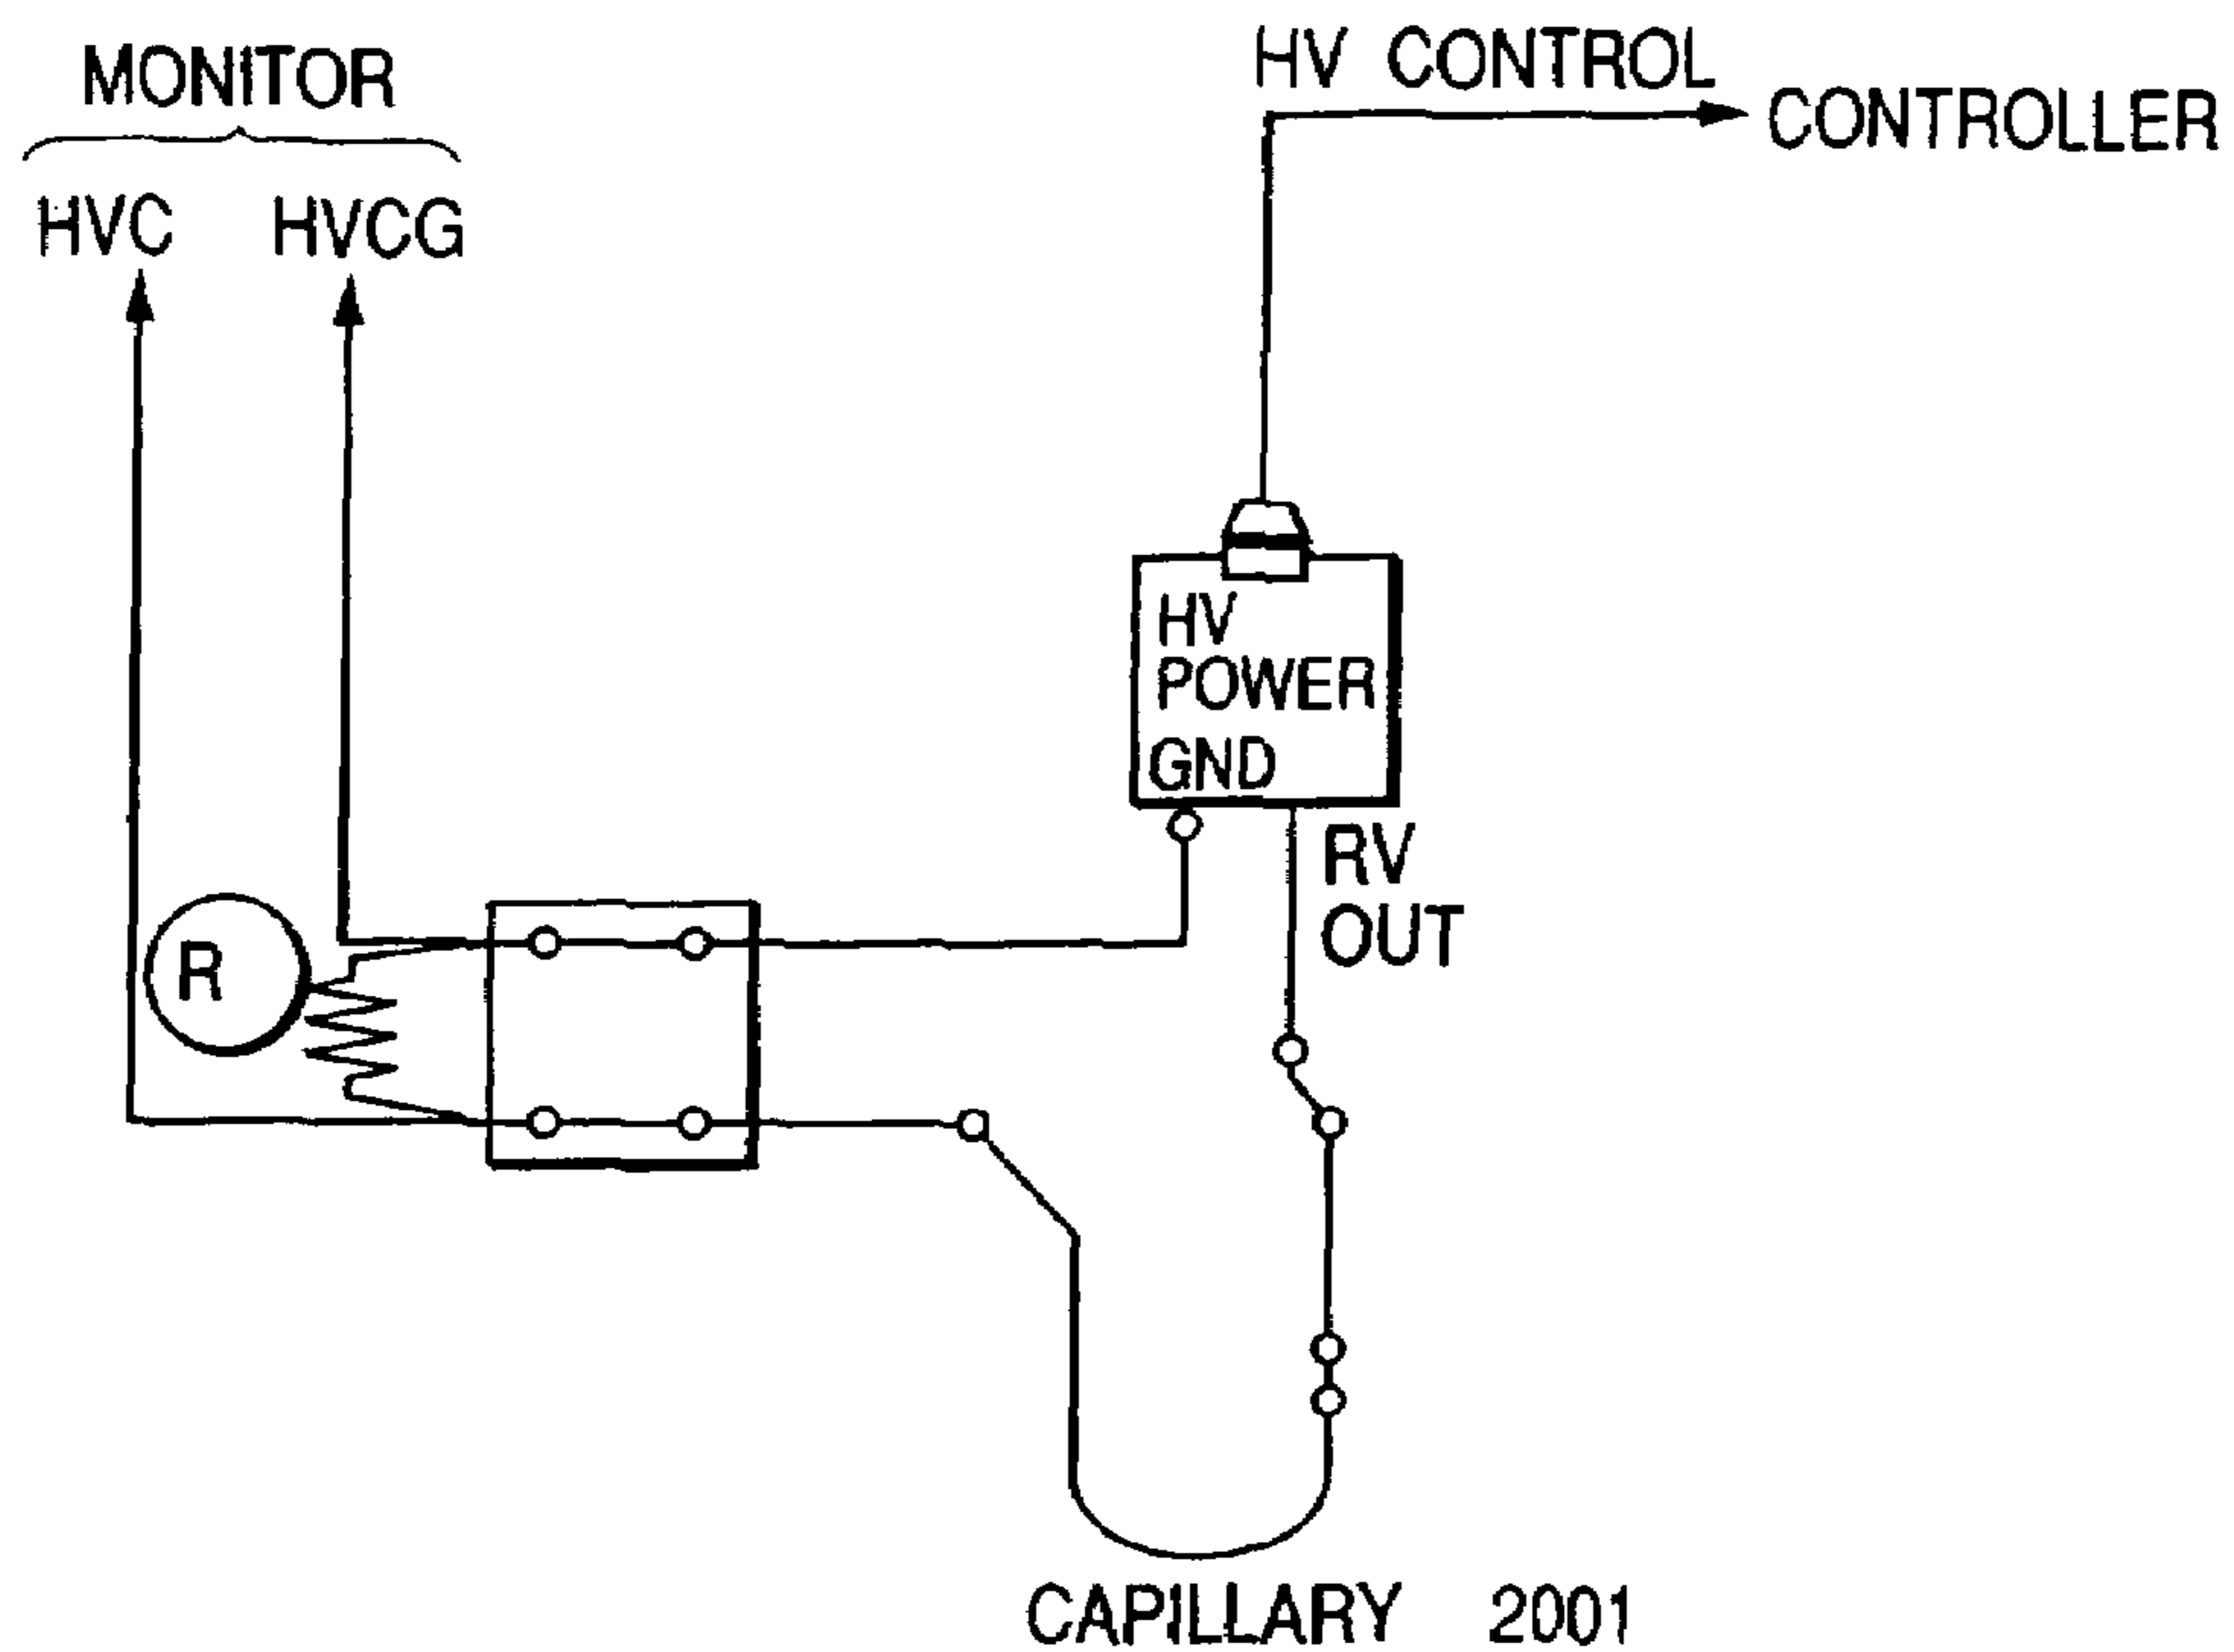 MONITOR
HVC HVCG
HV CONTROL
CONTROLLER
HV
POWER
GND
RV
OUT
R
CAPILLARY 2001